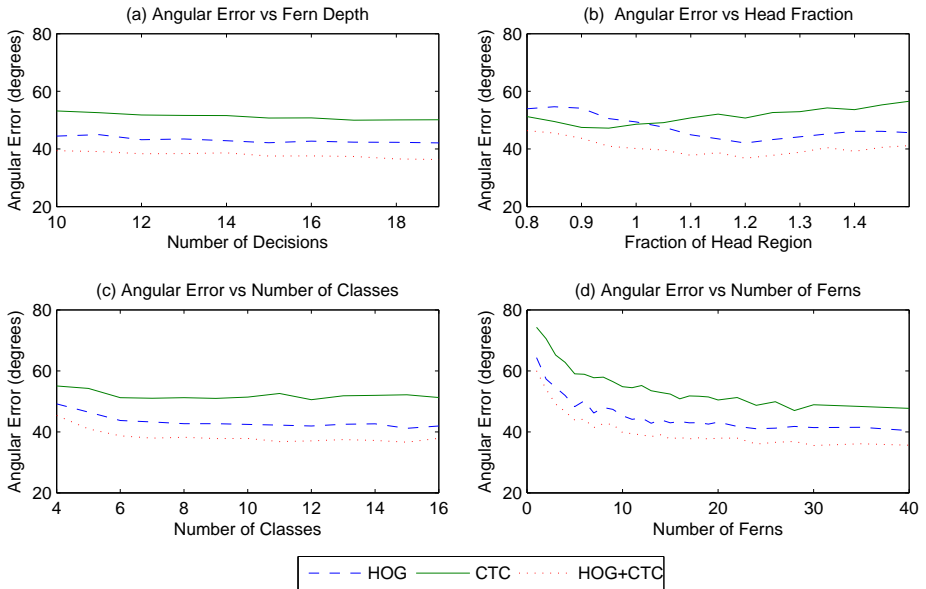 (a) Angular Error vs Fern Depth
80
60
40
20
Angular Error (degrees)
10 12 14 16 18
Number of Decisions
(b) Angular Error vs Head Fraction
80
60
40
20
Angular Error (degrees)
0.8 0.9 1 1.1 1.2 1.3 1.4
Fraction of Head Region
(c) Angular Error vs Number of Classes
80
60
40
20
Angular Error (degrees)
4 6 8 10 12 14 16
Number of Classes
(d) Angular Error vs Number of Ferns
80
60
40
20
Angular Error (degrees)
0 10 20 30 40
Number of Ferns
HOG CTC HOG+CTC